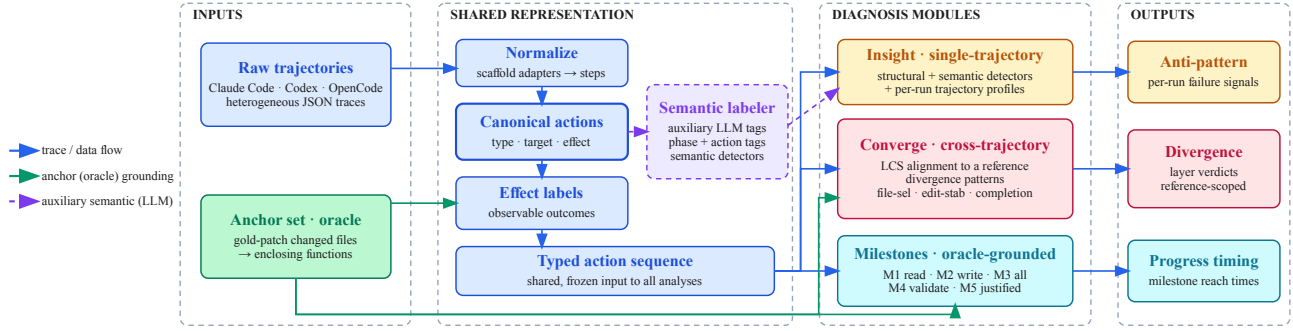 trace / data flow
anchor (oracle) grounding
auxiliary semantic (LLM)
INPUTS
Raw trajectories
Claude Code · Codex · OpenCode
heterogeneous JSON traces
Anchor set · oracle
gold-patch changed files
→ enclosing functions
SHARED REPRESENTATION
Normalize
scaffold adapters → steps
Canonical actions
type · target · effect
Semantic labeler
auxiliary LLM tags
phase + action tags
semantic detectors
Effect labels
observable outcomes
Typed action sequence
shared, frozen input to all analyses
DIAGNOSIS MODULES
Insight · single-trajectory
structural + semantic detectors
+ per-run trajectory profiles
Converge · cross-trajectory
LCS alignment to a reference
divergence patterns
file-sel · edit-stab · completion
Milestones · oracle-grounded
M1 read · M2 write · M3 all
M4 validate · M5 justified
OUTPUTS
Anti-pattern
per-run failure signals
Divergence
layer verdicts
reference-scoped
Progress timing
milestone reach times